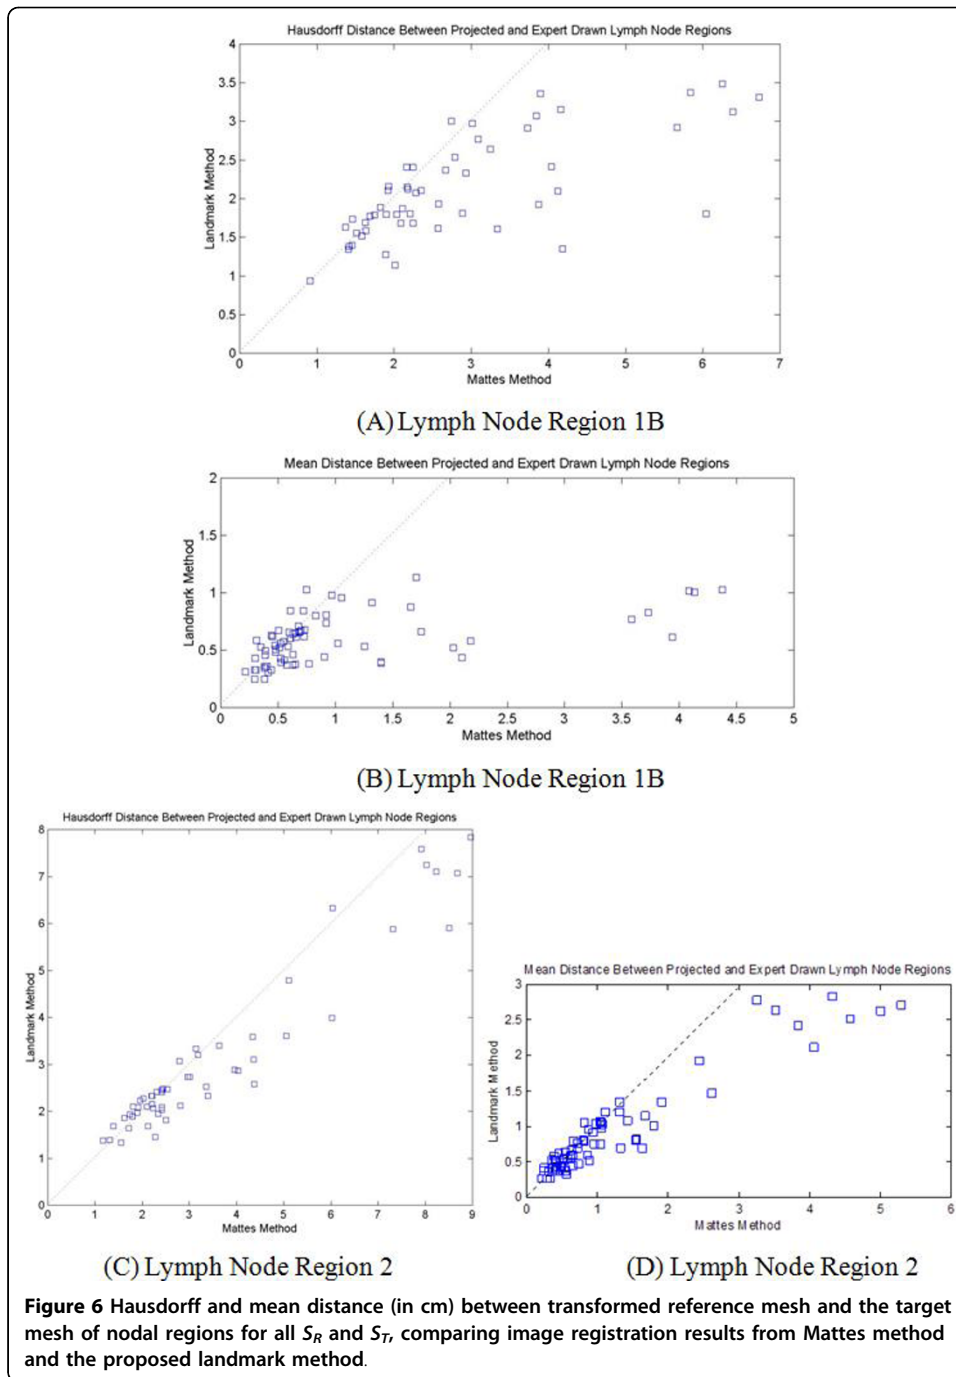 Hausdorff Distance Between Projected and Expert Drawn Lymph Node Regions
4
3.5
3
2.5
2
1.5
1
0.5
0
Landmark Method
0 1 2 3 4 5 6 7
Mattes Method
(A) Lymph Node Region 1B
Mean Distance Between Projected and Expert Drawn Lymph Node Regions
2
1.5
1
0.5
0
Landmark Method
0 0.5 1 1.5 2 2.5 3 3.5 4 4.5 5
Mattes Method
(B) Lymph Node Region 1B
Hausdorff Distance Between Projected and Expert Drawn Lymph Node Regions
8
7
6
5
4
3
2
1
0
Landmark Method
0 1 2 3 4 5 6 7 8 9
Mattes Method
(C) Lymph Node Region 2
Mean Distance Between Projected and Expert Drawn Lymph Node Regions
3
2.5
2
1.5
1
0.5
0
Landmark Method
0 1 2 3 4 5 6
Mattes Method
(D) Lymph Node Region 2
Figure 6 Hausdorff and mean distance (in cm) between transformed reference mesh and the target
mesh of nodal regions for all S_R and S_T, comparing image registration results from Mattes method
and the proposed landmark method.